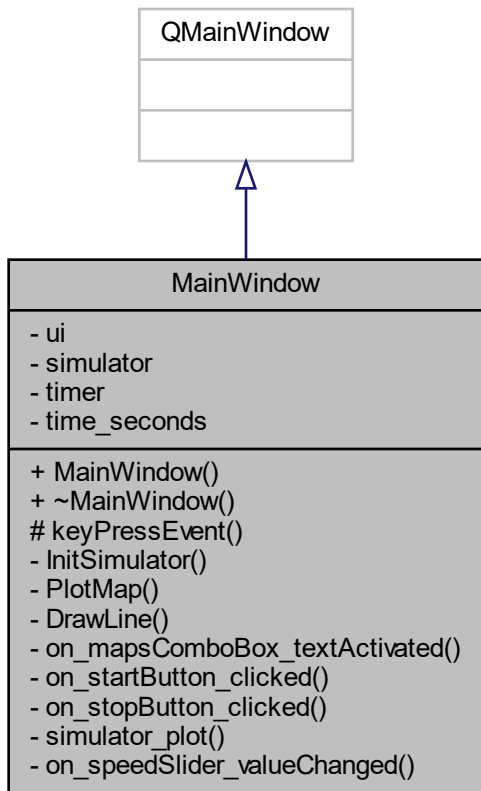 QMainWindow
MainWindow
- ui
- simulator
- timer
- time_seconds
+ MainWindow()
+ ~MainWindow()
# keyPressEvent()
- InitSimulator()
- PlotMap()
- DrawLine()
- on_mapsComboBox_textActivated()
- on_startButton_clicked()
- on_stopButton_clicked()
- simulator_plot()
- on_speedSlider_valueChanged()